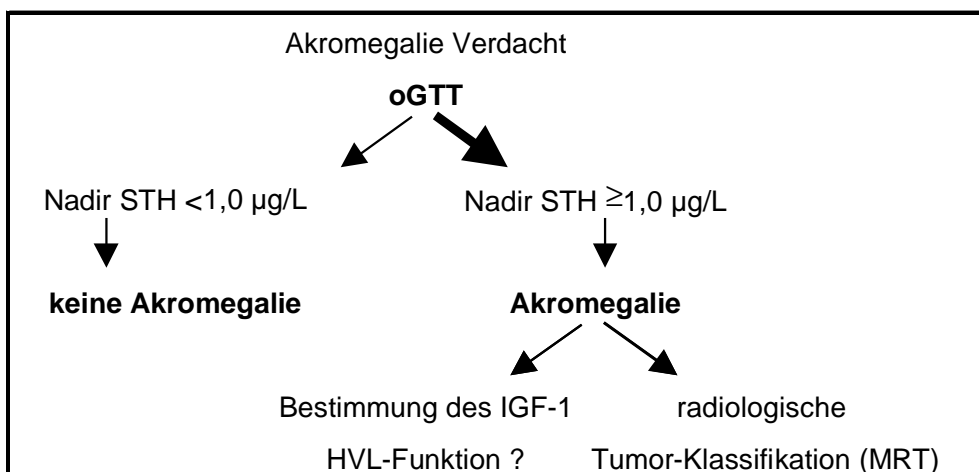 Akromegalie Verdacht
oGTT
Nadir STH <1,0 µg/L
Nadir STH ≥1,0 µg/L
keine Akromegalie
Akromegalie
Bestimmung des IGF-1
radiologische
HVL-Funktion ?
Tumor-Klassifikation (MRT)